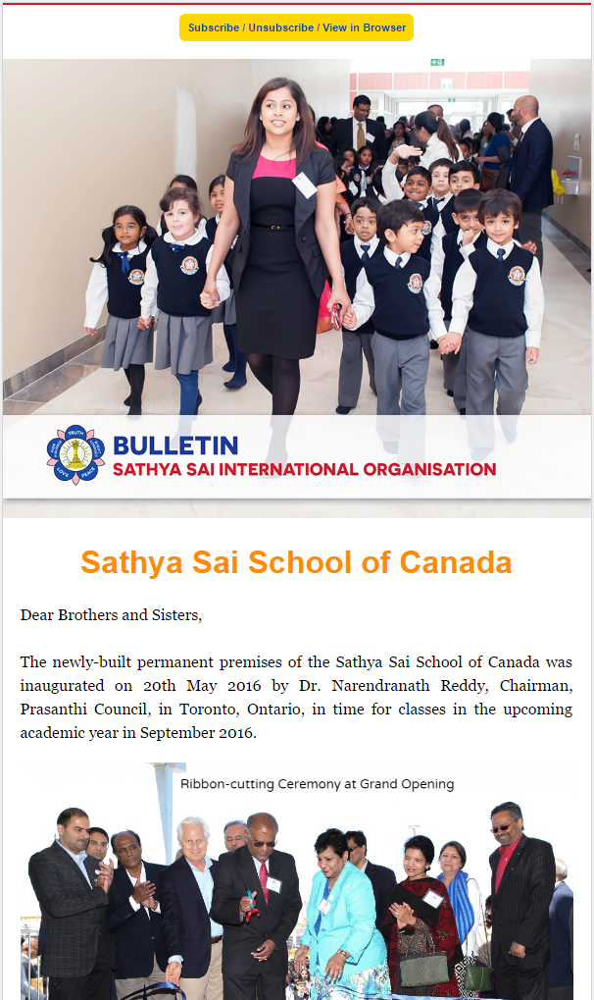 Subscribe / Unsubscribe / View in Browser
TRUTH
LOVE
PEACE
BULLETIN
SATHYA SAI INTERNATIONAL ORGANISATION
Sathya Sai School of Canada
Dear Brothers and Sisters,
The newly-built permanent premises of the Sathya Sai School of Canada was
inaugurated on 20th May 2016 by Dr. Narendranath Reddy, Chairman,
Prasanthi Council, in Toronto, Ontario, in time for classes in the upcoming
academic year in September 2016.
Ribbon-cutting Ceremony at Grand Opening